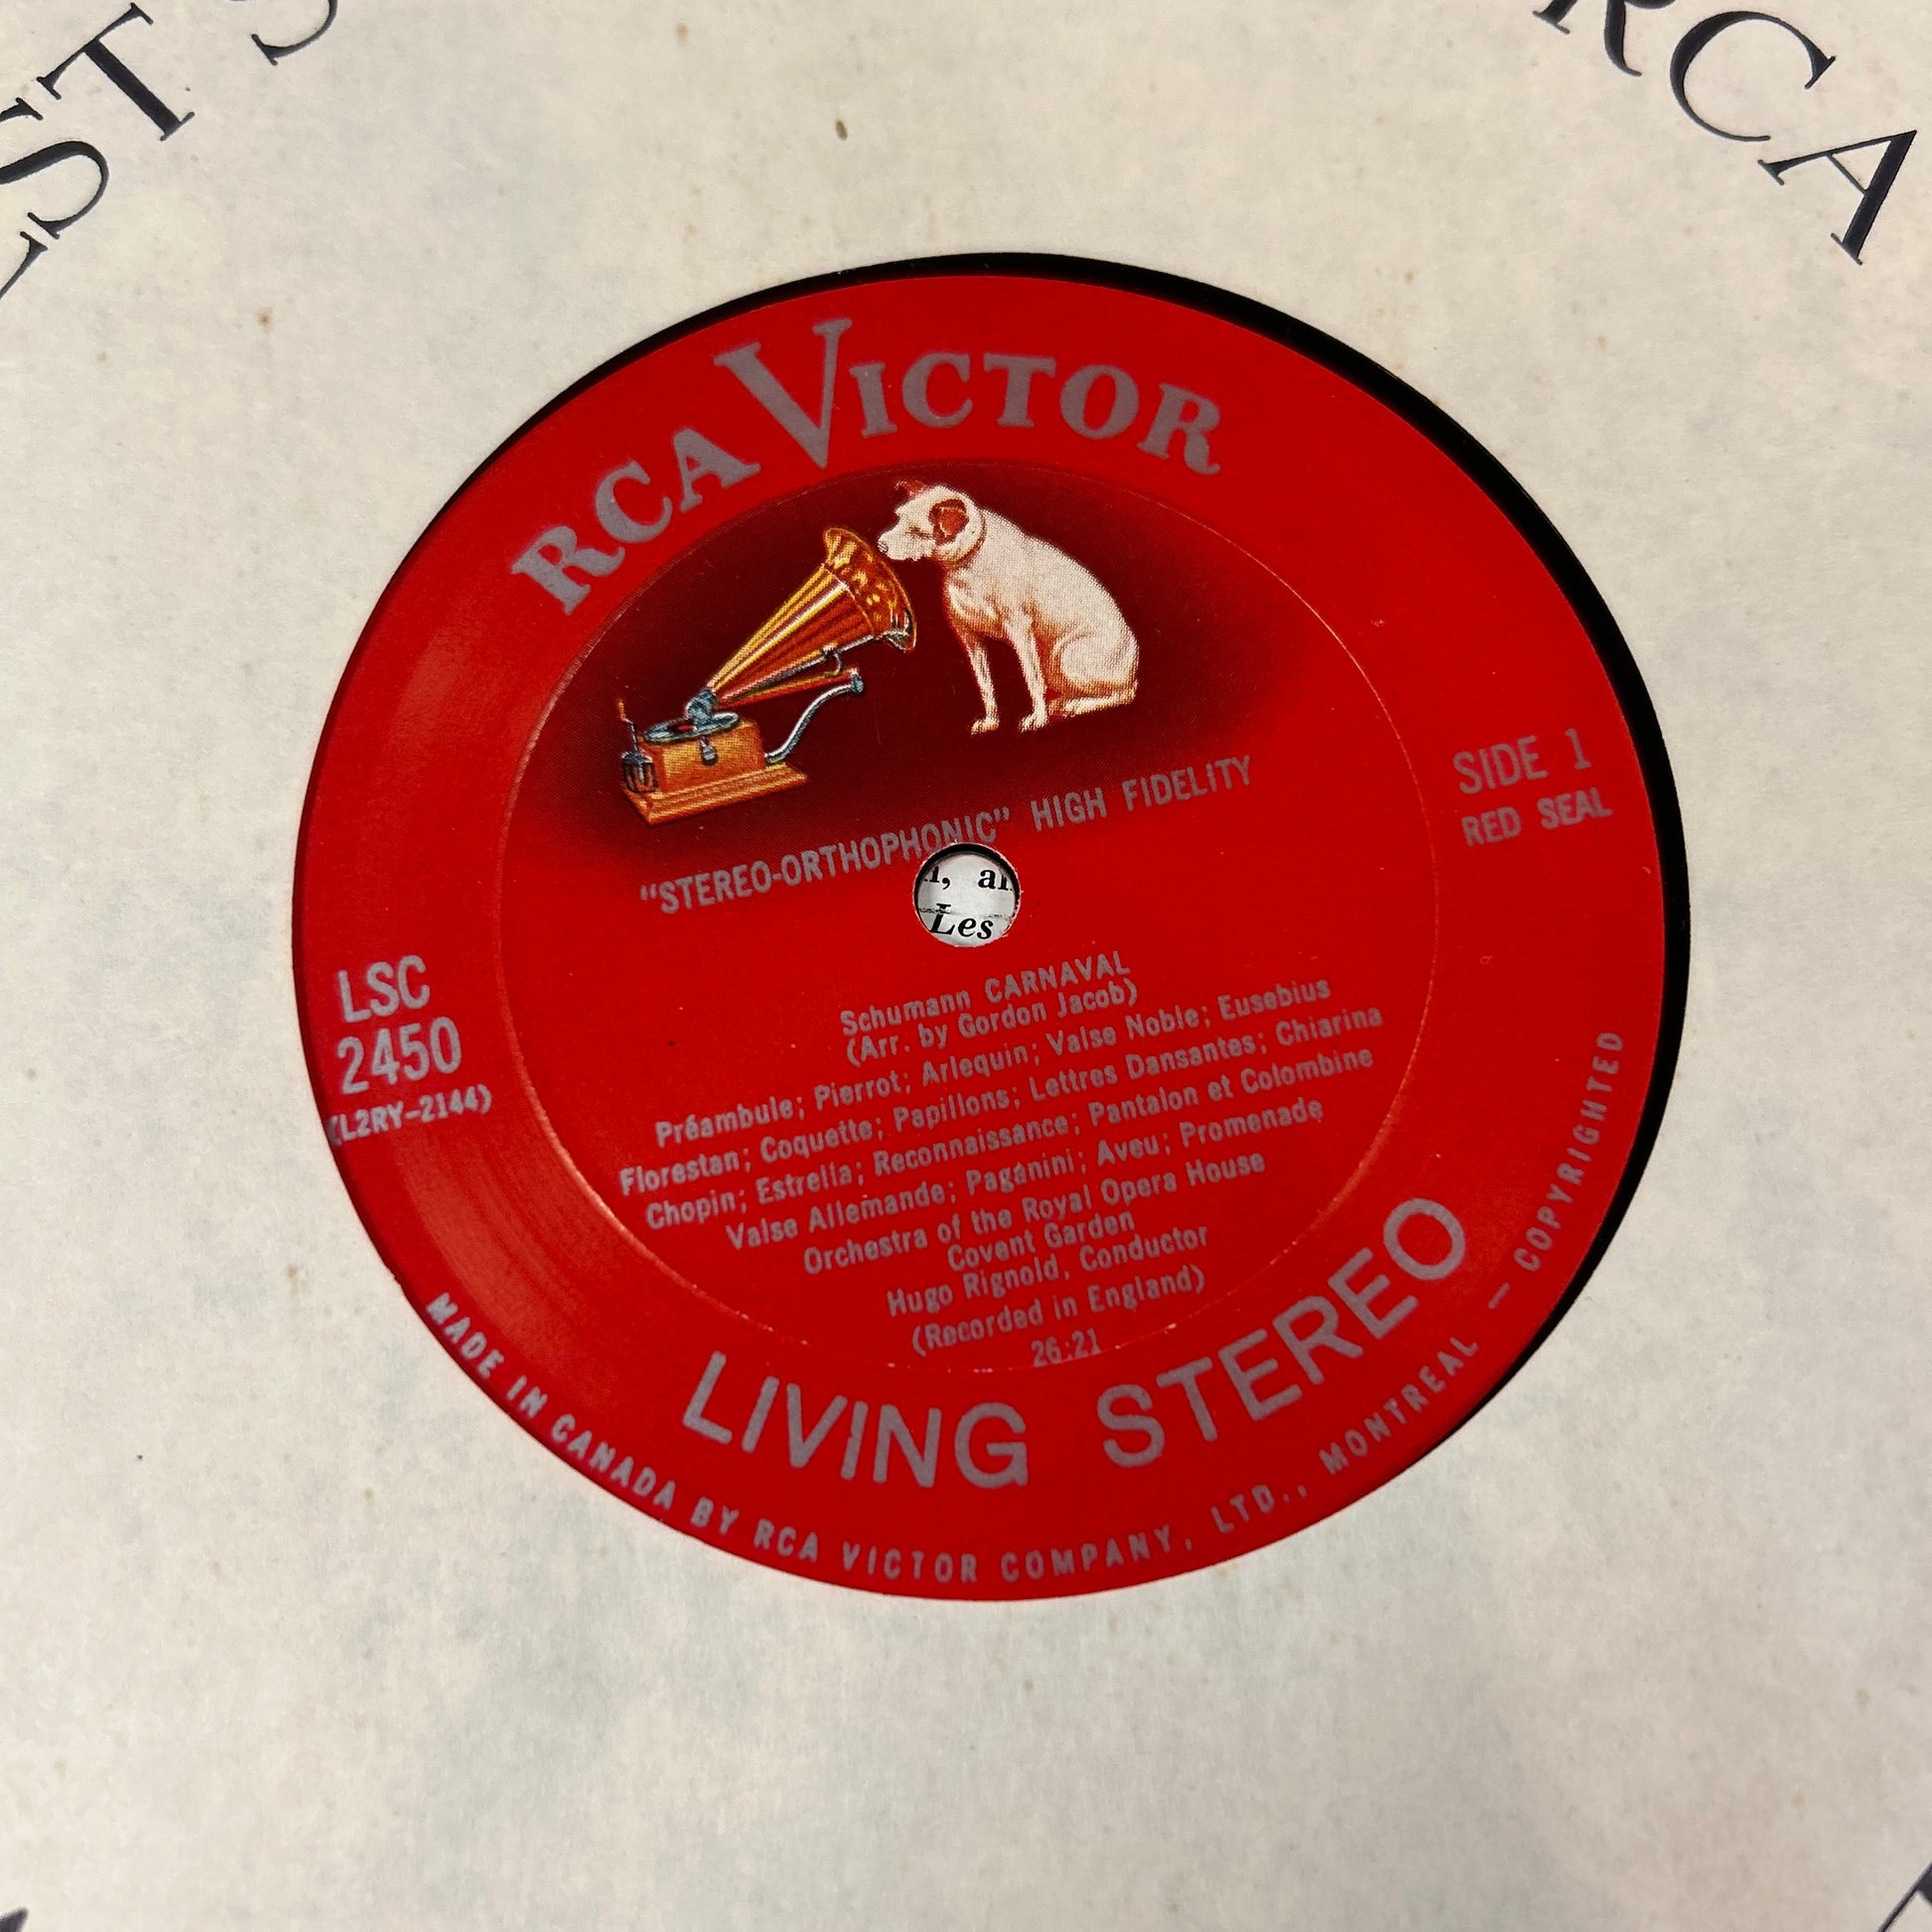 RCA
RCA VICTOR
"STEREO-ORTHOPHONIC" HIGH FIDELITY
SIDE 1
RED SEAL
Les
LSC
2450
(L2RY-2144)
Schumann CARNAVAL
(Arr. by Gordon Jacob)
Préambule; Pierrot; Arlequin; Valse Noble; Eusebius
Florestan; Coquette; Papillons; Lettres Dansantes; Chiarina
Chopin; Estrella; Reconnaissance; Pantalon et Colombine
Valse Allemande; Paganini; Aveu; Promenade
Orchestra of the Royal Opera House
Covent Garden
Hugo Rignold, Conductor
(Recorded in England)
26:21
LIVING STEREO
MADE IN CANADA BY RCA VICTOR COMPANY, LTD., MONTREAL — COPYRIGHTED